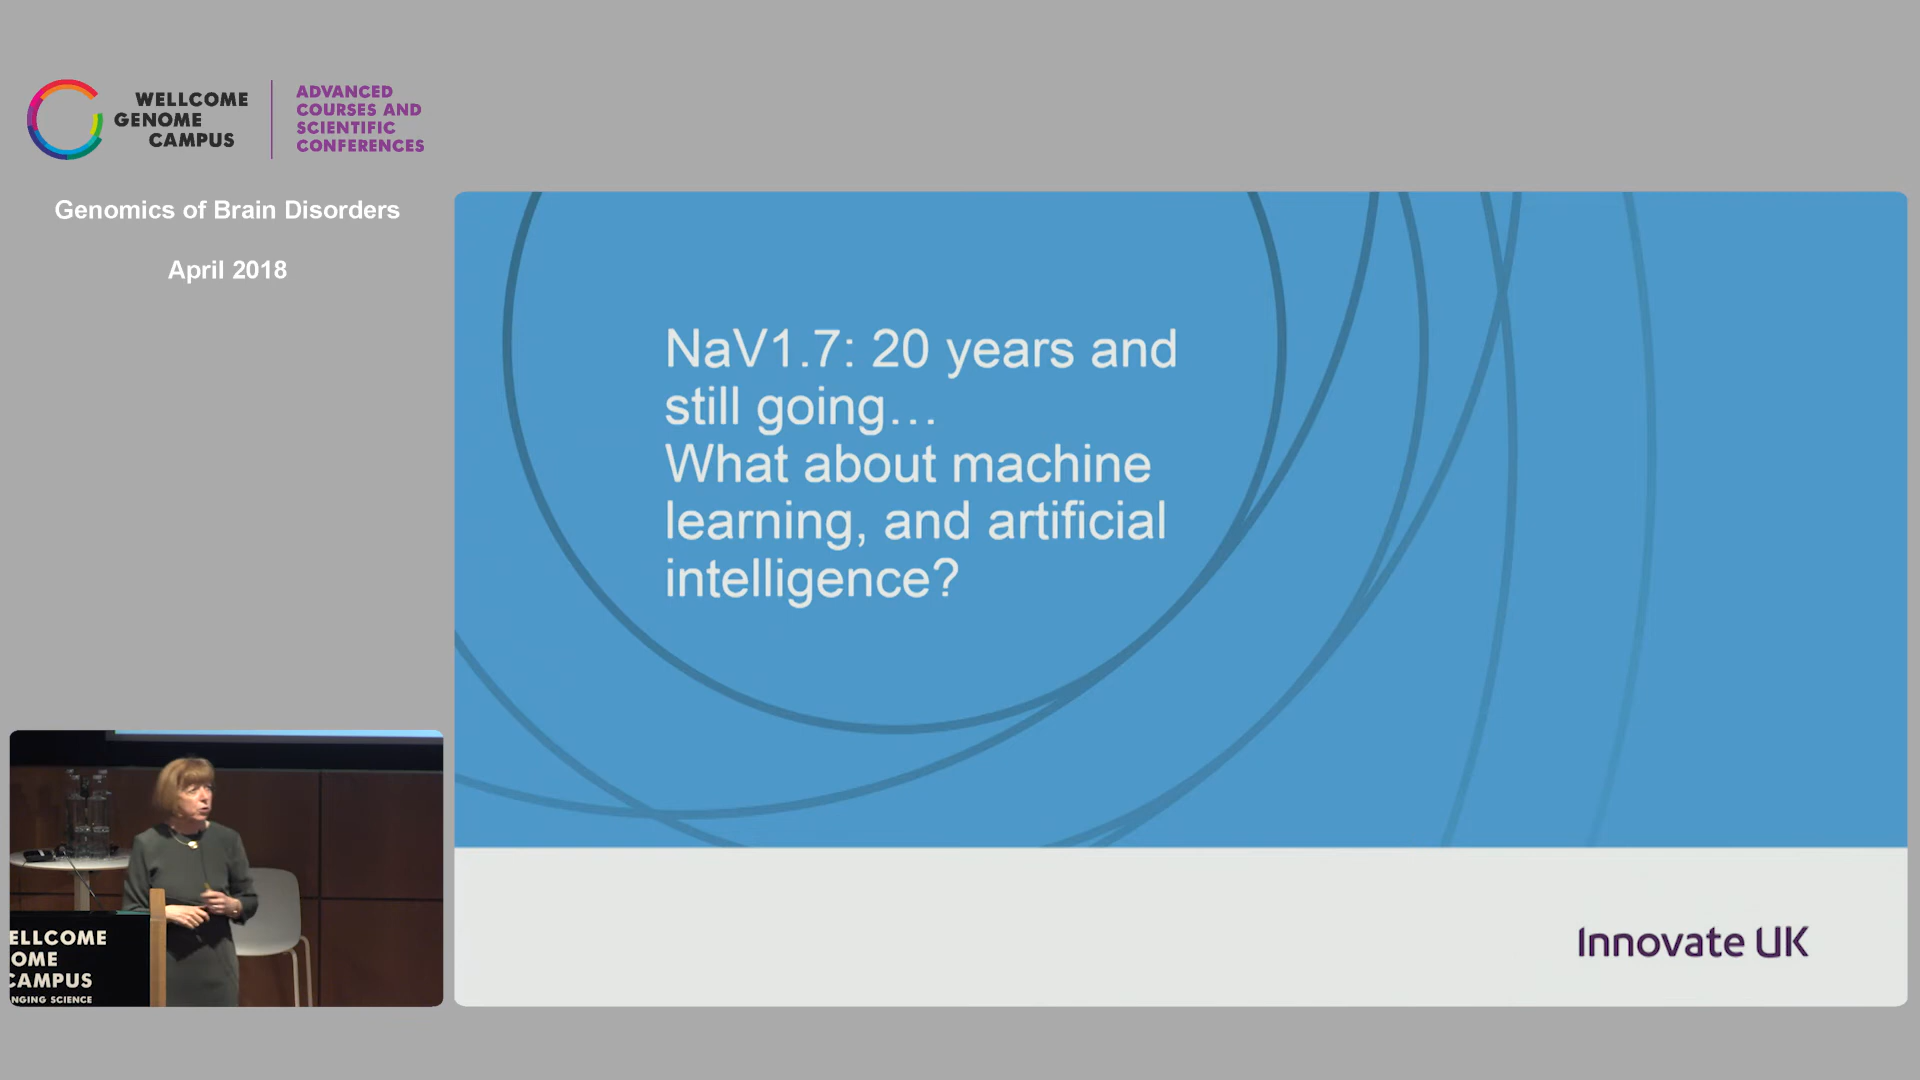 WELLCOME
GENOME
CAMPUS
ADVANCED
COURSES AND
SCIENTIFIC
CONFERENCES
Genomics of Brain Disorders
April 2018
NaV1.7: 20 years and
still going…
What about machine
learning, and artificial
intelligence?
Innovate UK
ELLCOME
OME
CAMPUS
NGING SCIENCE